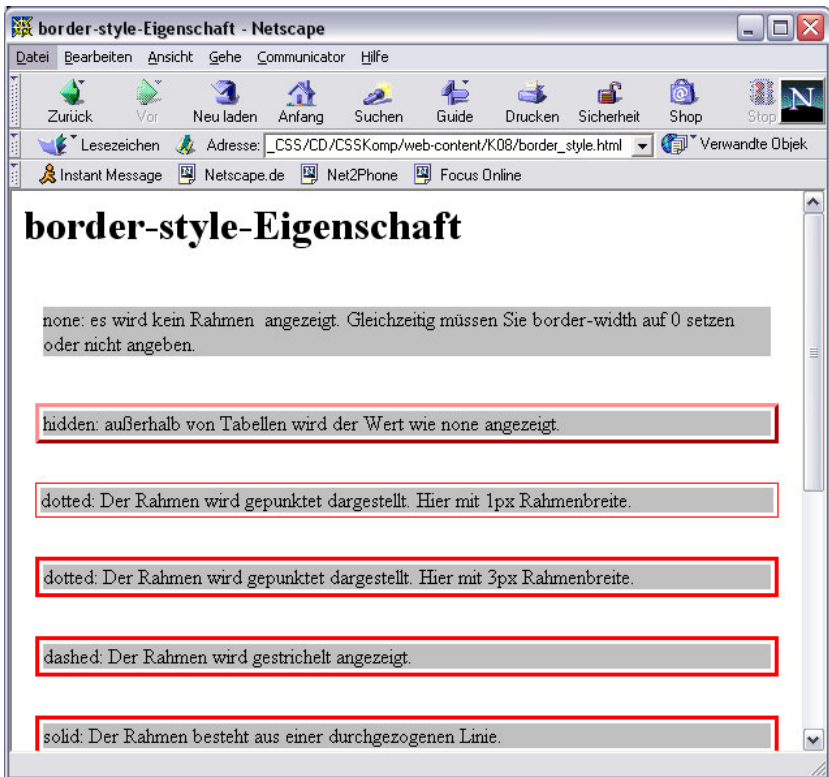 border-style-Eigenschaft - Netscape
Datei Bearbeiten Ansicht Gehe Communicator Hilfe
Zurück Vor Neu laden Anfang Suchen Guide Drucken Sicherheit Shop Stop N
Lesezeichen Adresse: _CSS/CD/CSSKomp/web-content/K08/border_style.html Verwandte Objek
Instant Message Netscape.de Net2Phone Focus Online
border-style-Eigenschaft
none: es wird kein Rahmen angezeigt. Gleichzeitig müssen Sie border-width auf 0 setzen
oder nicht angeben.
hidden: außerhalb von Tabellen wird der Wert wie none angezeigt.
dotted: Der Rahmen wird gepunktet dargestellt. Hier mit 1px Rahmenbreite.
dotted: Der Rahmen wird gepunktet dargestellt. Hier mit 3px Rahmenbreite.
dashed: Der Rahmen wird gestrichelt angezeigt.
solid: Der Rahmen besteht aus einer durchgezogenen Linie.